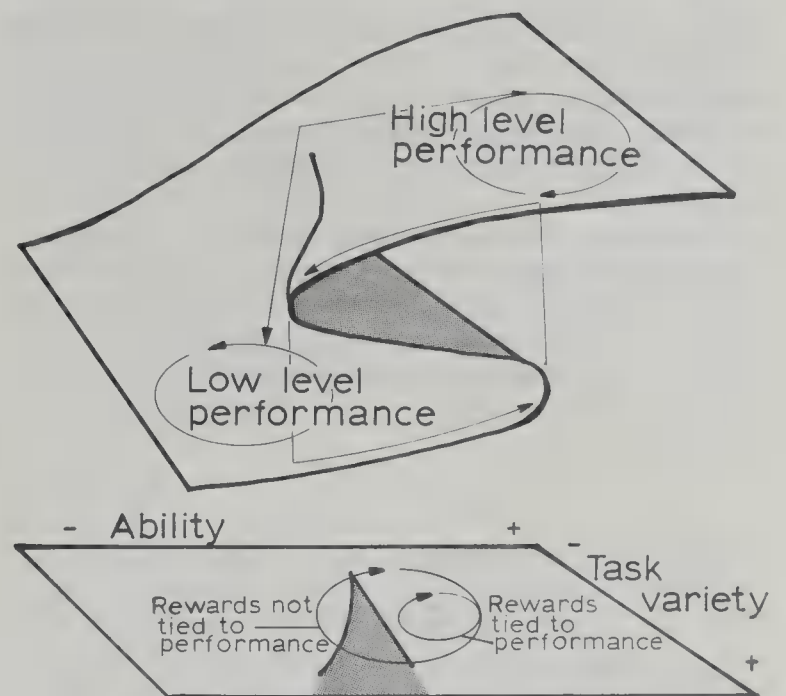 High level
performance
Low level
performance
- Ability +
- Task
variety
+
Rewards not
tied to
performance
Rewards
tied to
performance